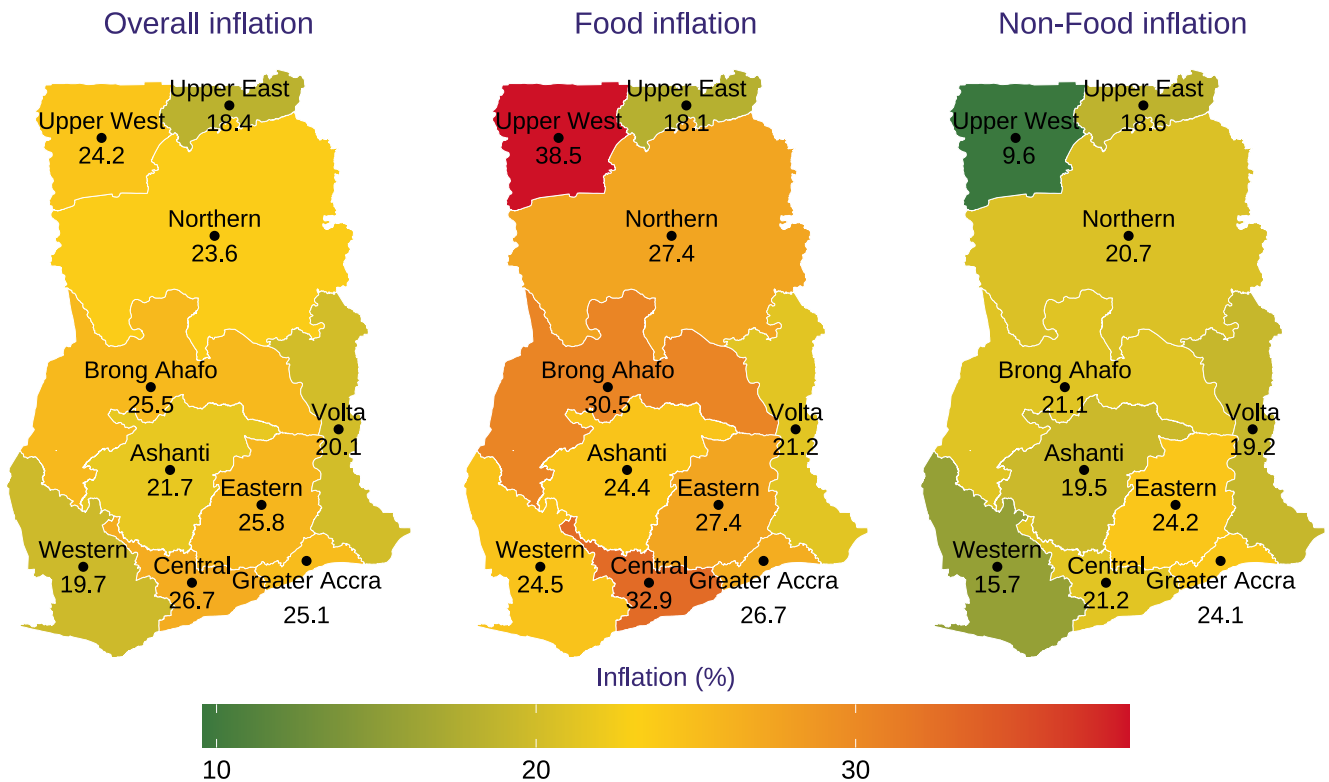 Overall inflation
Upper East
18.4
Upper West
24.2
Northern
23.6
Brong Ahafo
25.5
Volta
20.1
Ashanti
21.7
Eastern
25.8
Western
19.7
Central
26.7
Greater Accra
25.1
Food inflation
Upper East
18.1
Upper West
38.5
Northern
27.4
Brong Ahafo
30.5
Volta
21.2
Ashanti
24.4
Eastern
27.4
Western
24.5
Central
32.9
Greater Accra
26.7
Non-Food inflation
Upper East
18.6
Upper West
9.6
Northern
20.7
Brong Ahafo
21.1
Volta
19.2
Ashanti
19.5
Eastern
24.2
Western
15.7
Central
21.2
Greater Accra
24.1
Inflation (%)
10 20 30